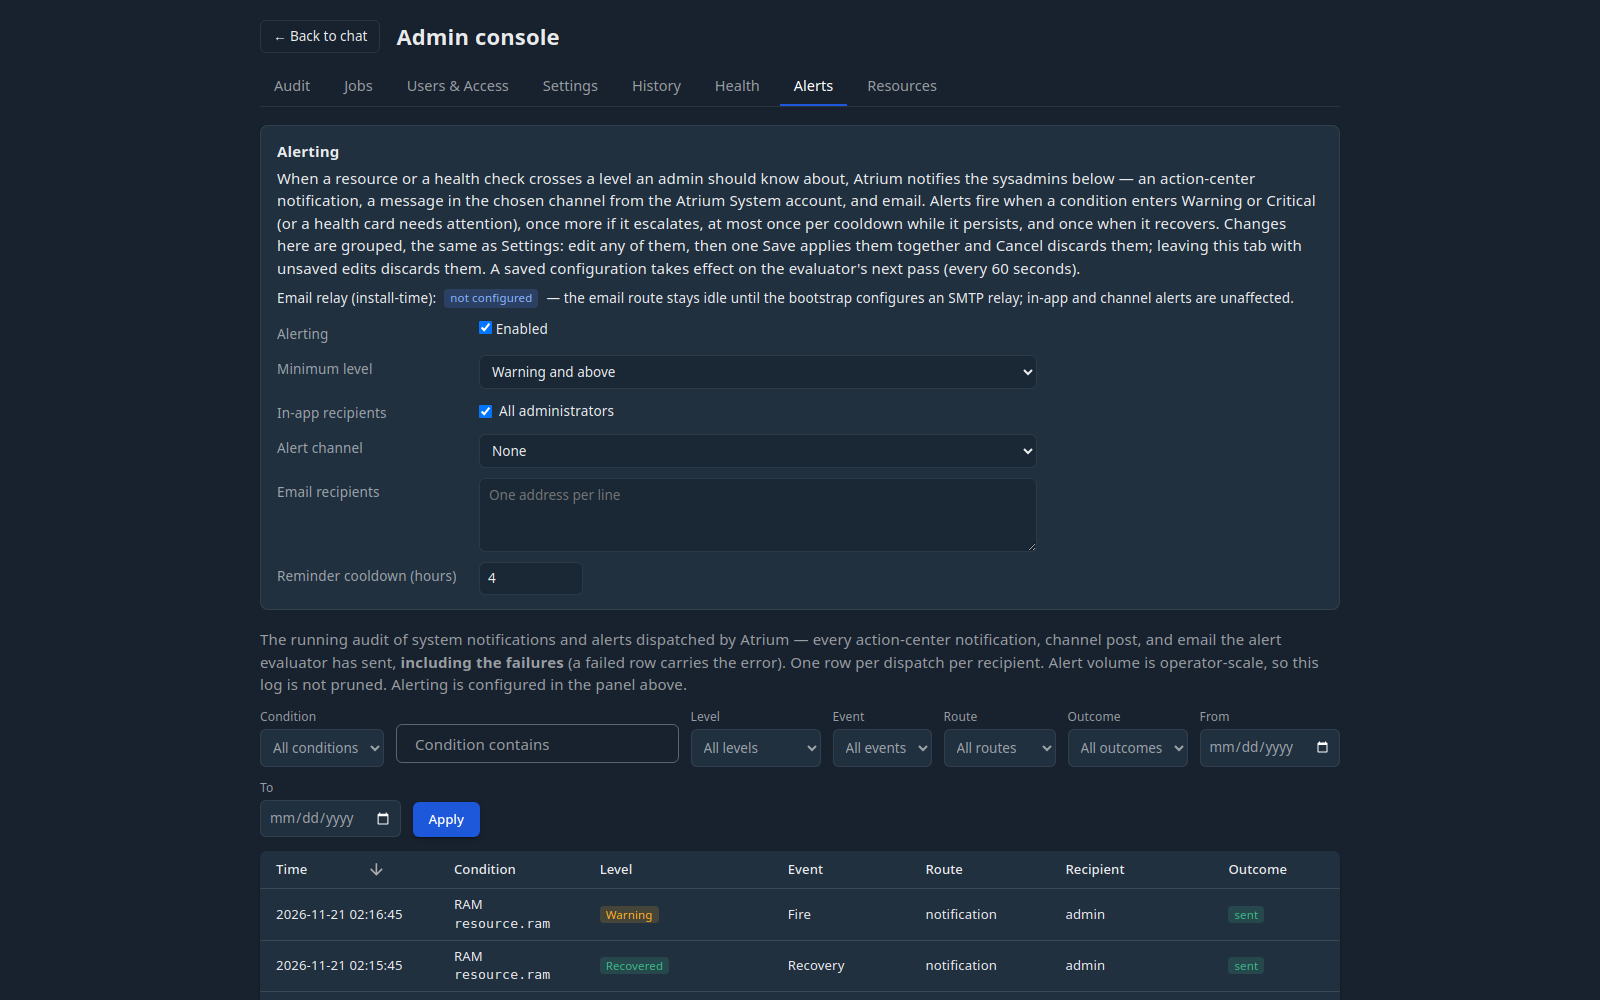 ← Back to chat
Admin console
Audit
Jobs
Users & Access
Settings
History
Health
Alerts
Resources
Alerting
When a resource or a health check crosses a level an admin should know about, Atrium notifies the sysadmins below — an action-center
notification, a message in the chosen channel from the Atrium System account, and email. Alerts fire when a condition enters Warning or Critical
(or a health card needs attention), once more if it escalates, at most once per cooldown while it persists, and once when it recovers. Changes
here are grouped, the same as Settings: edit any of them, then one Save applies them together and Cancel discards them; leaving this tab with
unsaved edits discards them. A saved configuration takes effect on the evaluator's next pass (every 60 seconds).
Email relay (install-time): not configured — the email route stays idle until the bootstrap configures an SMTP relay; in-app and channel alerts are unaffected.
Alerting
Enabled
Minimum level
Warning and above
In-app recipients
All administrators
Alert channel
None
Email recipients
One address per line
Reminder cooldown (hours)
4
The running audit of system notifications and alerts dispatched by Atrium — every action-center notification, channel post, and email the alert
evaluator has sent, including the failures (a failed row carries the error). One row per dispatch per recipient. Alert volume is operator-scale, so this
log is not pruned. Alerting is configured in the panel above.
Condition
All conditions
Condition contains
Level
All levels
Event
All events
Route
All routes
Outcome
All outcomes
From
mm/dd/yyyy
To
mm/dd/yyyy
Apply
Time ↓ Condition Level Event Route Recipient Outcome
2026-11-21 02:16:45 RAM Warning Fire notification admin sent
resource.ram
2026-11-21 02:15:45 RAM Recovered Recovery notification admin sent
resource.ram